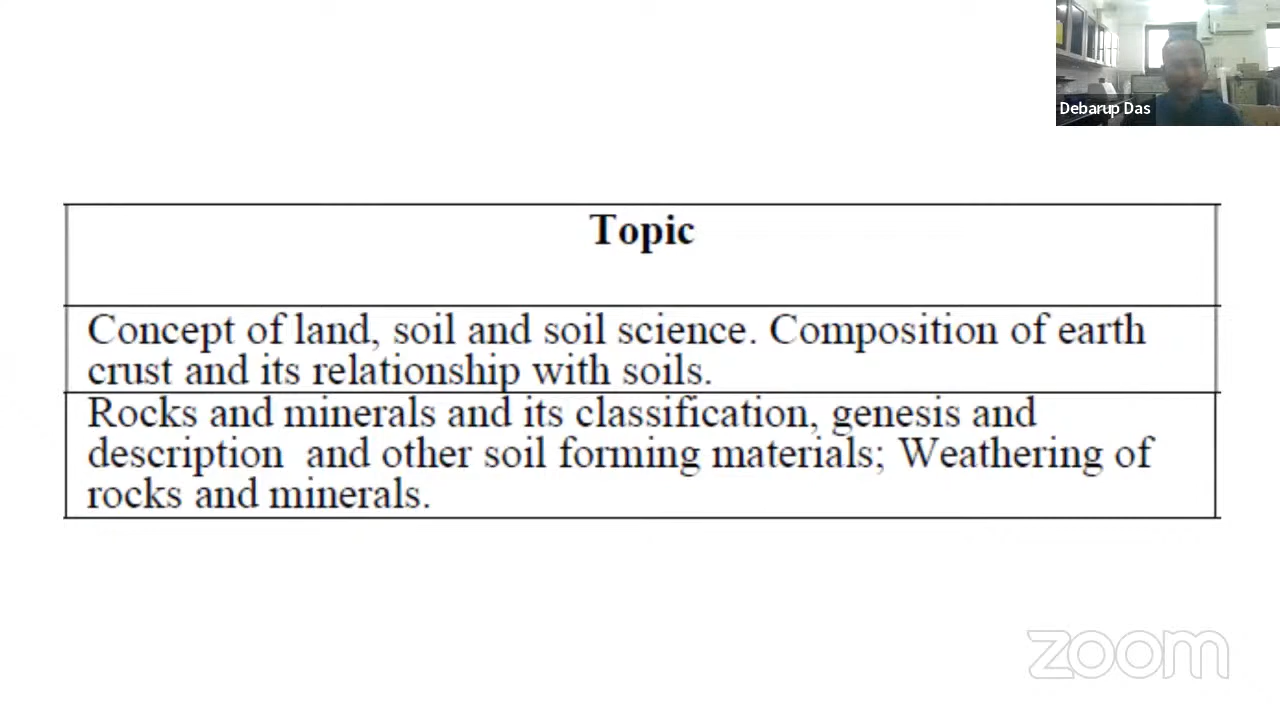 Debarup Das
Topic
Concept of land, soil and soil science. Composition of earth
crust and its relationship with soils.
Rocks and minerals and its classification, genesis and
description and other soil forming materials; Weathering of
rocks and minerals.
zoom